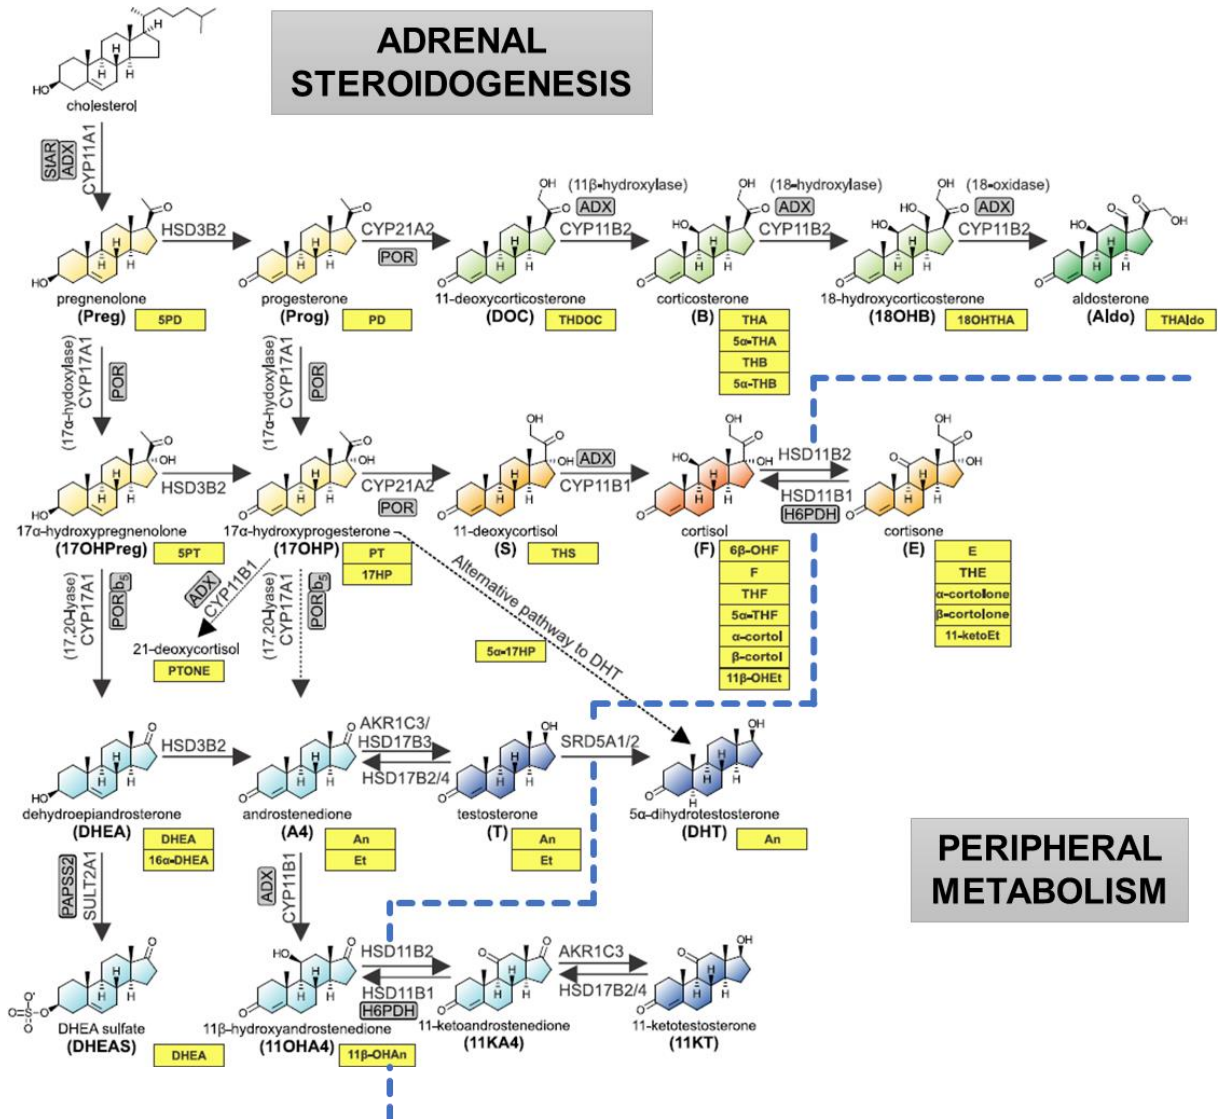 ADRENAL
STEROIDOGENESIS
HO
H
H
H
cholesterol
StAR
ADX
CYP11A1
HSD3B2
CYP21A2
POR
(11β-hydroxylase)
ADX
CYP11B2
(18-hydroxylase)
ADX
CYP11B2
(18-oxidase)
ADX
CYP11B2
pregnenolone
(Preg)
5PD
progesterone
(Prog)
PD
11-deoxycorticosterone
(DOC)
THDOC
corticosterone
(B)
THA
5α-THA
THB
5α-THB
18-hydroxycorticosterone
(18OHB)
18OHTHA
aldosterone
(Aldo)
THAldo
(17α-hydoxylase)
CYP17A1
POR
(17α-hydoxylase)
CYP17A1
POR
HSD3B2
CYP21A2
POR
ADX
CYP11B1
HSD11B2
HSD11B1
H6PDH
17α-hydroxypregnenolone
(17OHPreg)
5PT
17α-hydroxyprogesterone
(17OHP)
PT
17HP
11-deoxycortisol
(S)
THS
cortisol
(F)
6β-OHF
F
THF
5α-THF
α-cortol
β-cortol
11β-OHEt
cortisone
(E)
E
THE
α-cortolone
β-cortolone
11-ketoEt
(17,20-lyase)
CYP17A1
POR
b5
ADX
CYP11B1
21-deoxycortisol
PTONE
(17,20-lyase)
CYP17A1
POR
b5
Alternative pathway to DHT
5α-17HP
HSD3B2
AKR1C3/
HSD17B3
HSD17B2/4
SRD5A1/2
dehydroepiandrosterone
(DHEA)
DHEA
16α-DHEA
androstenedione
(A4)
An
Et
testosterone
(T)
An
Et
5α-dihydrotestosterone
(DHT)
An
PERIPHERAL
METABOLISM
PAPSS2
SULT2A1
ADX
CYP11B1
HSD11B2
HSD11B1
H6PDH
AKR1C3
HSD17B2/4
DHEA sulfate
(DHEAS)
DHEA
11β-hydroxyandrostenedione
(11OHA4)
11β-OHAn
11-ketoandrostenedione
(11KA4)
11-ketotestosterone
(11KT)